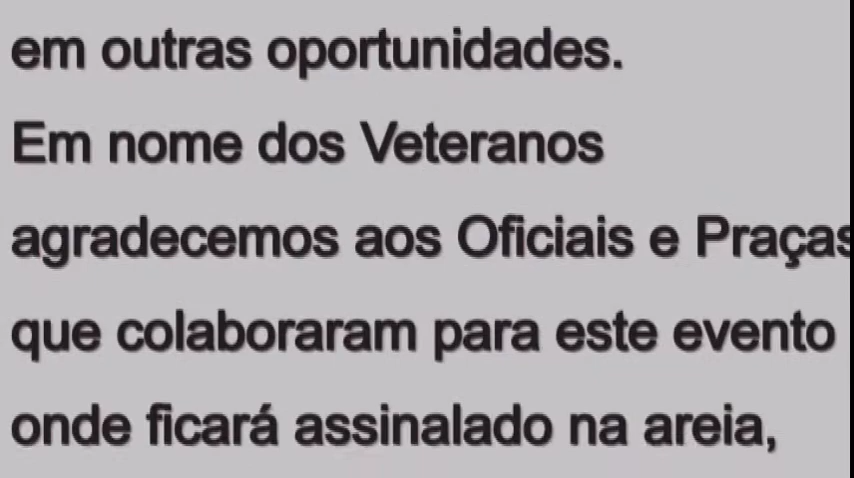 em outras oportunidades.
Em nome dos Veteranos
agradecemos aos Oficiais e Praças
que colaboraram para este evento
onde ficará assinalado na areia,